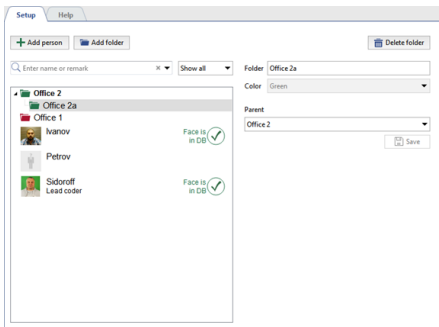 Setup Help
Add person Add folder Delete folder
Enter name or remark Show all Folder Office 2a
Color Green
Office 2
Office 2a
Parent
Office 1
Office 2
Ivanov Face is in DB
Save
Petrov
Sidoroff Face is in DB
Lead coder